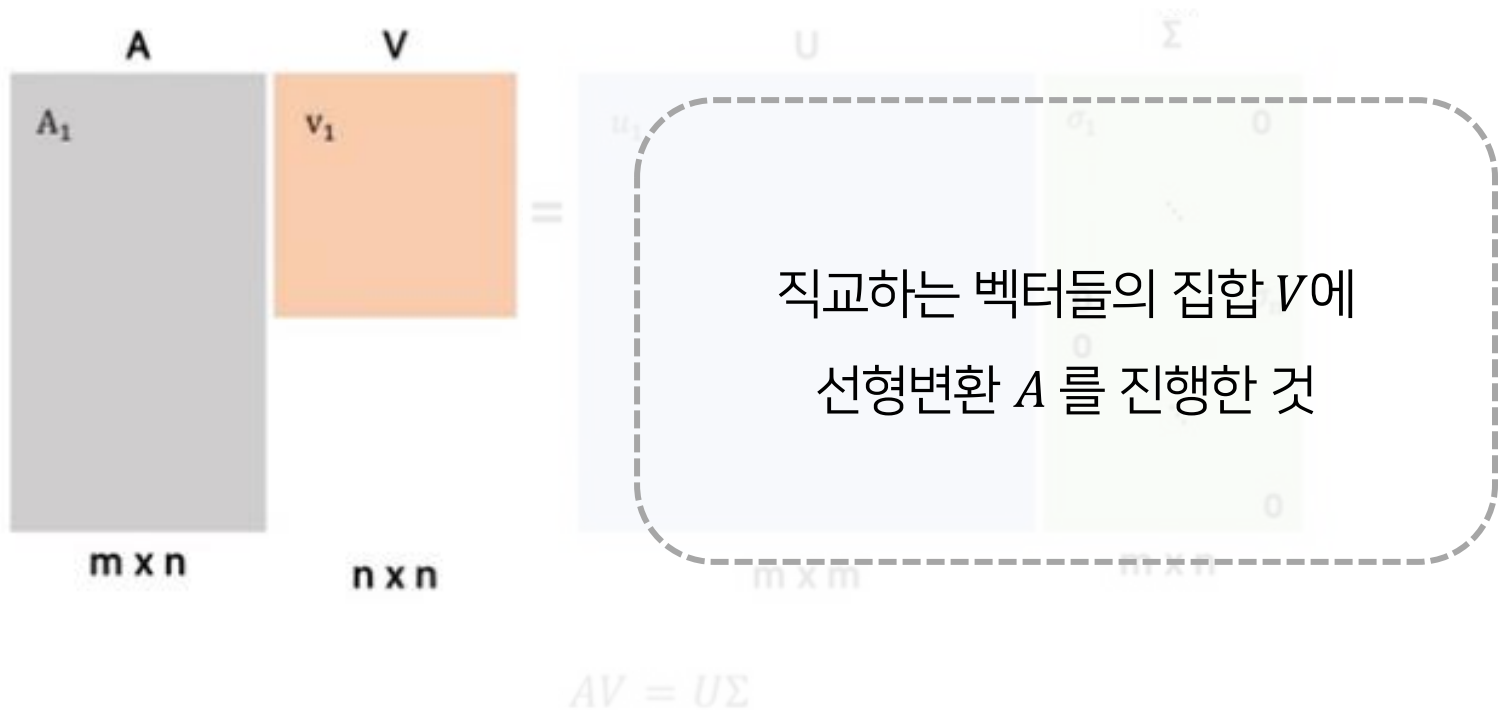 A V U Σ
A₁ v₁ u₁ σ₁ 0
=
직교하는 벡터들의 집합 V에
0
선형변환 A 를 진행한 것
0
m x n n x n m x m m x n
AV = UΣ